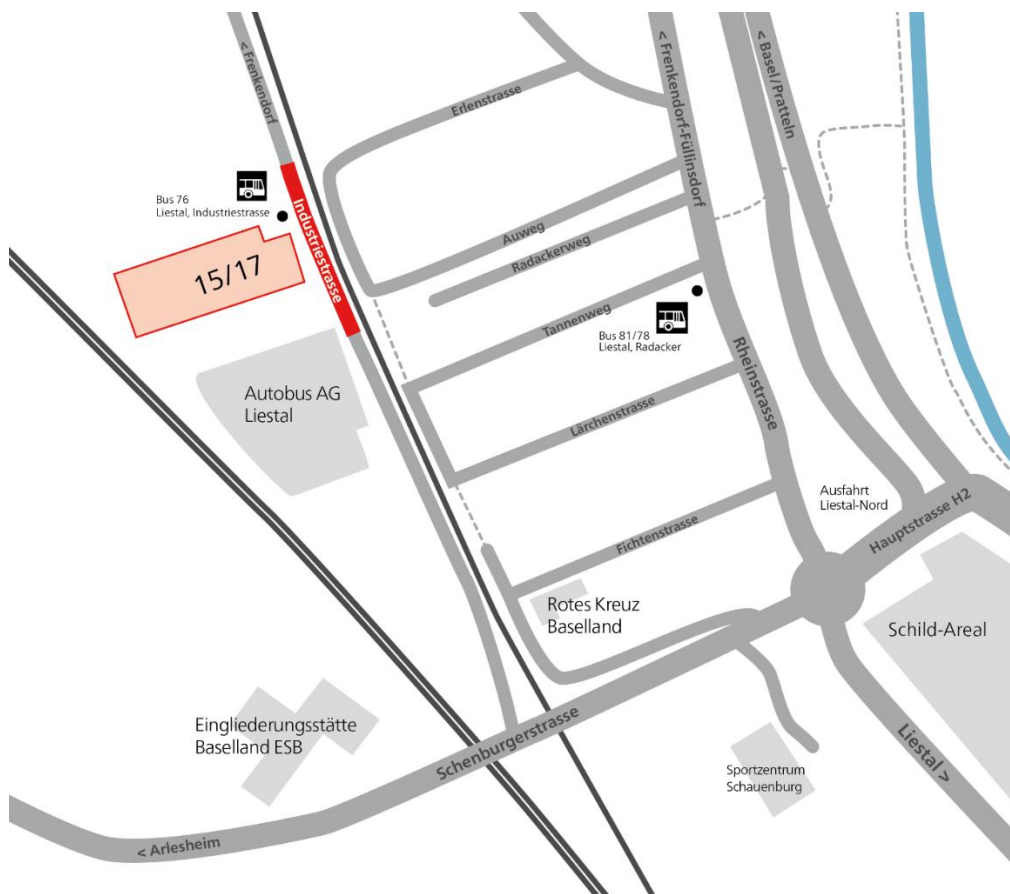 < Frenkendorf
Erlenstrasse
< Frenkendorf-Füllinsdorf
< Basel/Pratteln
Bus 76
Liestal, Industriestrasse
Industriestrasse
15/17
Auweg
Radackerweg
Tannenweg
Bus 81/78
Liestal, Radacker
Rheinstrasse
Autobus AG
Liestal
Lärchenstrasse
Ausfahrt
Liestal-Nord
Hauptstrasse H2
Fichtenstrasse
Rotes Kreuz
Baselland
Schild-Areal
Eingliederungsstätte
Baselland ESB
Schenburgerstrasse
Liestal >
Sportzentrum
Schauenburg
< Arlesheim